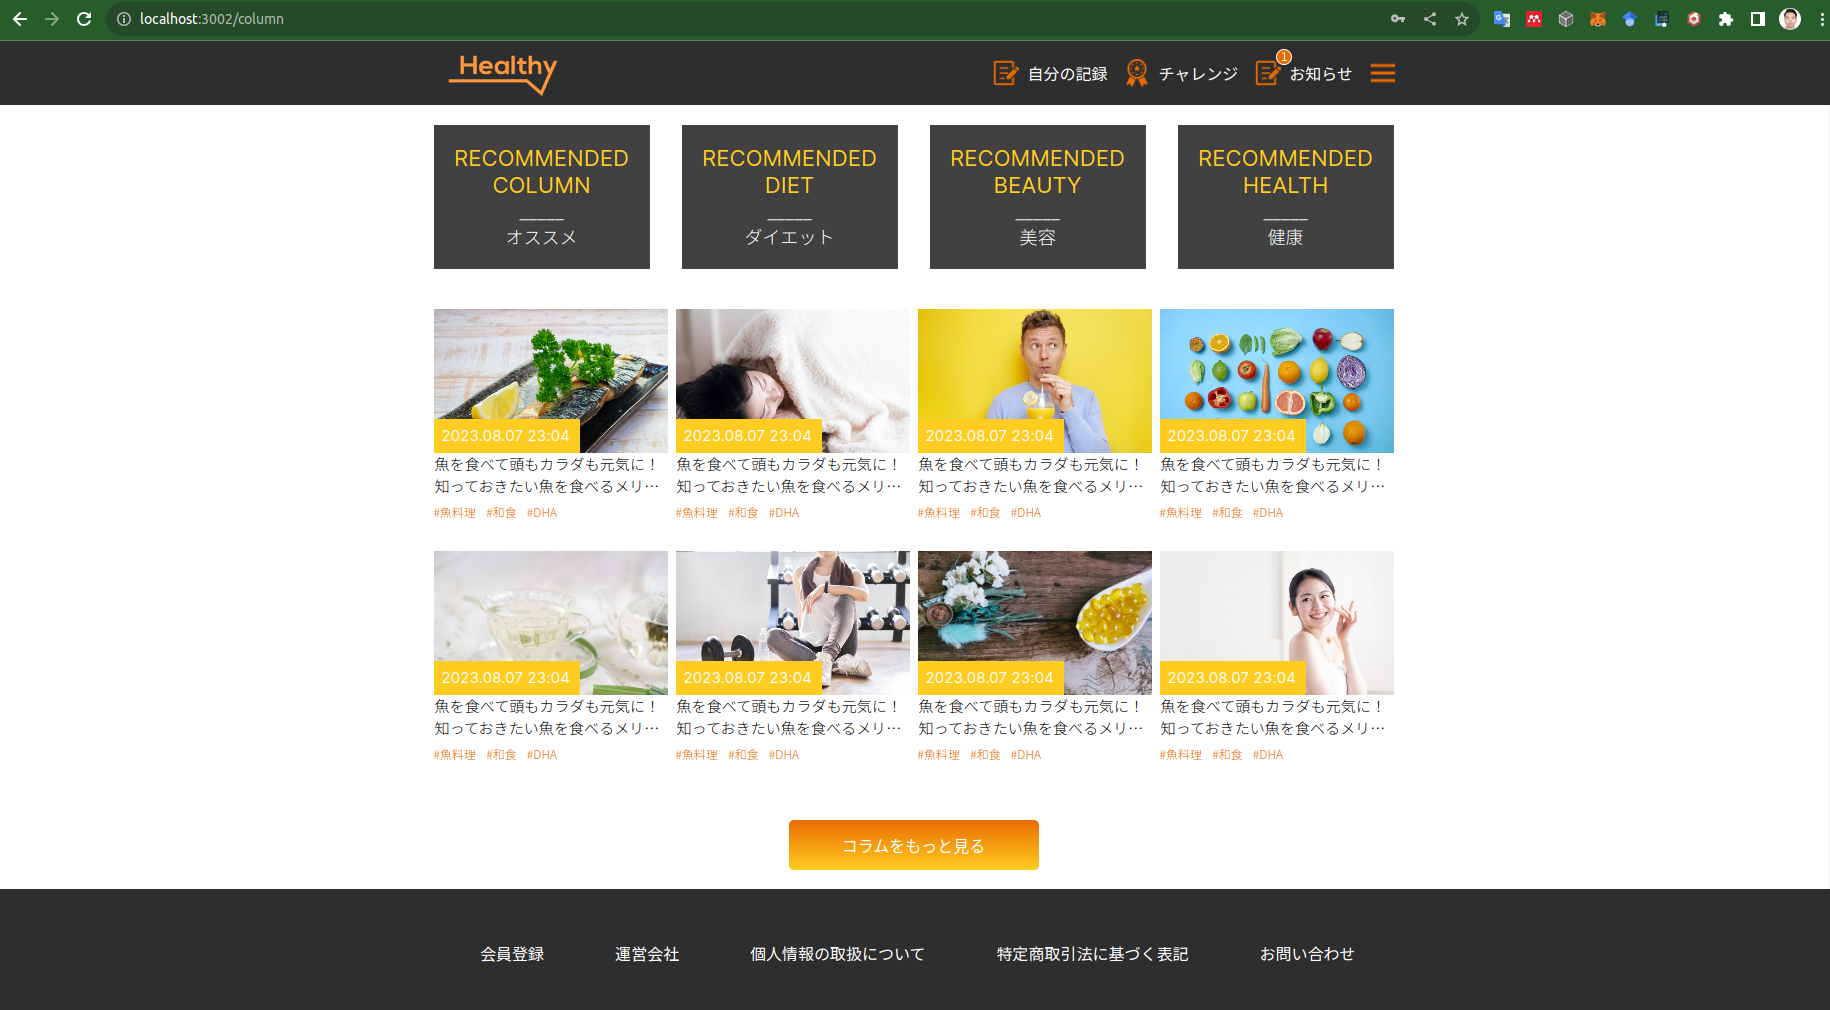 localhost:3002/column
Healthy
自分の記録
チャレンジ
1
お知らせ
RECOMMENDED
COLUMN
オススメ
RECOMMENDED
DIET
ダイエット
RECOMMENDED
BEAUTY
美容
RECOMMENDED
HEALTH
健康
2023.08.07 23:04
魚を食べて頭もカラダも元気に！
知っておきたい魚を食べるメリ…
#魚料理 #和食 #DHA
2023.08.07 23:04
魚を食べて頭もカラダも元気に！
知っておきたい魚を食べるメリ…
#魚料理 #和食 #DHA
2023.08.07 23:04
魚を食べて頭もカラダも元気に！
知っておきたい魚を食べるメリ…
#魚料理 #和食 #DHA
2023.08.07 23:04
魚を食べて頭もカラダも元気に！
知っておきたい魚を食べるメリ…
#魚料理 #和食 #DHA
2023.08.07 23:04
魚を食べて頭もカラダも元気に！
知っておきたい魚を食べるメリ…
#魚料理 #和食 #DHA
2023.08.07 23:04
魚を食べて頭もカラダも元気に！
知っておきたい魚を食べるメリ…
#魚料理 #和食 #DHA
2023.08.07 23:04
魚を食べて頭もカラダも元気に！
知っておきたい魚を食べるメリ…
#魚料理 #和食 #DHA
2023.08.07 23:04
魚を食べて頭もカラダも元気に！
知っておきたい魚を食べるメリ…
#魚料理 #和食 #DHA
コラムをもっと見る
会員登録
運営会社
個人情報の取扱について
特定商取引法に基づく表記
お問い合わせ